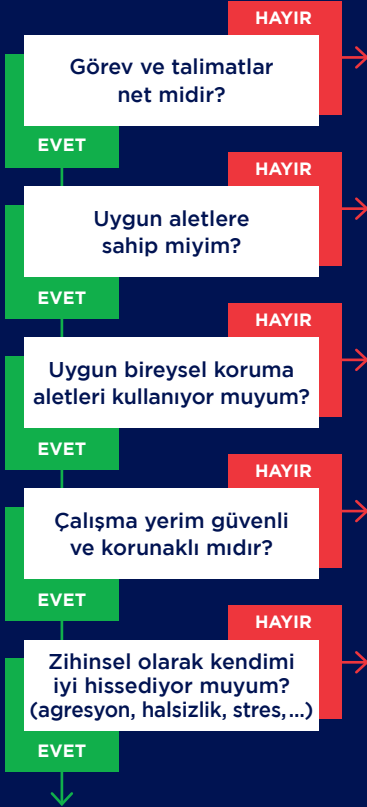 HAYIR
Görev ve talimatlar
net midir?
EVET
HAYIR
Uygun aletlere
sahip miyim?
EVET
HAYIR
Uygun bireysel koruma
aletleri kullanıyor muyum?
EVET
HAYIR
Çalışma yerim güvenli
ve korunaklı mıdır?
EVET
HAYIR
Zihinsel olarak kendimi
iyi hissediyor muyum?
(agresyon, halsizlik, stres,...)
EVET